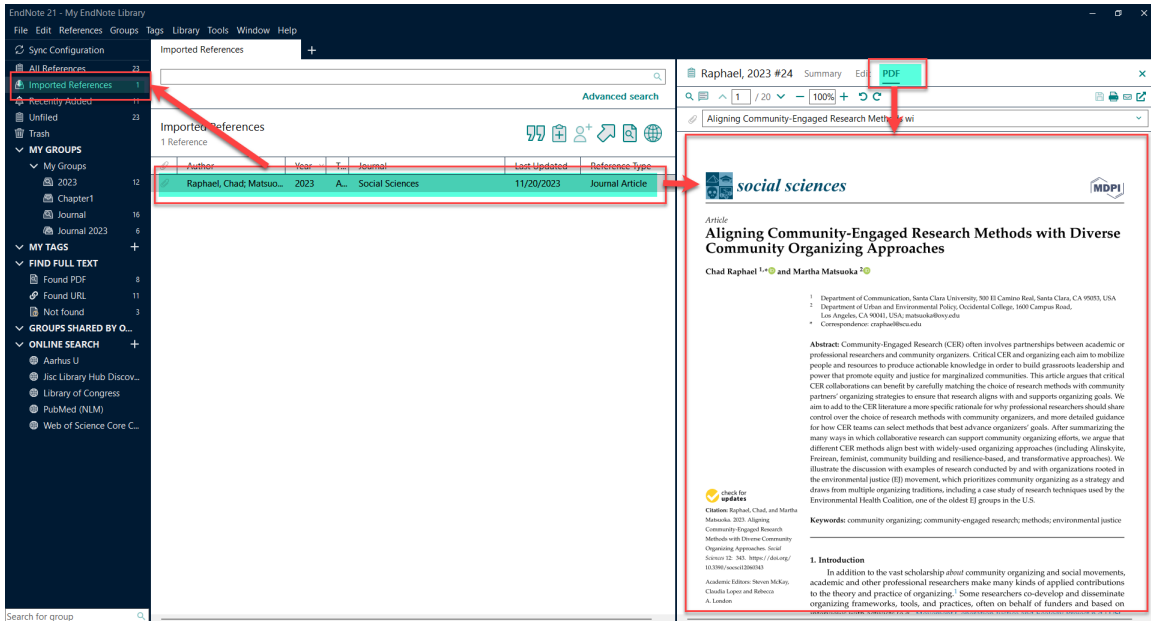 EndNote 21 - My EndNote Library
File Edit References Groups Tags Library Tools Window Help
Sync Configuration
All References 23
Imported References 1
Recently Added 11
Unfiled 23
Trash
MY GROUPS
My Groups
2023 12
Chapter1
Journal 16
Journal 2023 6
MY TAGS +
FIND FULL TEXT
Found PDF 8
Found URL 11
Not found 3
GROUPS SHARED BY O...
ONLINE SEARCH +
Aarhus U
Jisc Library Hub Discov...
Library of Congress
PubMed (NLM)
Web of Science Core C...
Search for group
Imported References +
Advanced search
Imported References
1 Reference
Author Year T... Journal Last Updated Reference Type
Raphael, Chad; Matsuo... 2023 A... Social Sciences 11/20/2023 Journal Article
Raphael, 2023 #24 Summary Edit PDF
1 / 20 100%
Aligning Community-Engaged Research Methods wi
social sciences
MDPI
Article
Aligning Community-Engaged Research Methods with Diverse
Community Organizing Approaches
Chad Raphael 1,* and Martha Matsuoka 2
1 Department of Communication, Santa Clara University, 500 El Camino Real, Santa Clara, CA 95053, USA
2 Department of Urban and Environmental Policy, Occidental College, 1600 Campus Road,
Los Angeles, CA 90041, USA; matsuoka@oxy.edu
* Correspondence: craphael@scu.edu
Abstract: Community-Engaged Research (CER) often involves partnerships between academic or
professional researchers and community organizers. Critical CER and organizing each aim to mobilize
people and resources to produce actionable knowledge in order to build grassroots leadership and
power that promote equity and justice for marginalized communities. This article argues that critical
CER collaborations can benefit by carefully matching the choice of research methods with community
partners' organizing strategies to ensure that research aligns with and supports organizing goals. We
aim to add to the CER literature a more specific rationale for why professional researchers should share
control over the choice of research methods with community organizers, and more detailed guidance
for how CER teams can select methods that best advance organizers' goals. After summarizing the
many ways in which collaborative research can support community organizing efforts, we argue that
different CER methods align best with widely-used organizing approaches (including Alinskyite,
Freirean, feminist, community building and resilience-based, and transformative approaches). We
illustrate the discussion with examples of research conducted by and with organizations rooted in
the environmental justice (EJ) movement, which prioritizes community organizing as a strategy and
draws from multiple organizing traditions, including a case study of research techniques used by the
Environmental Health Coalition, one of the oldest EJ groups in the U.S.
Keywords: community organizing; community-engaged research; methods; environmental justice
check for
updates
Citation: Raphael, Chad, and Martha
Matsuoka. 2023. Aligning
Community-Engaged Research
Methods with Diverse Community
Organizing Approaches. Social
Sciences 12: 343. https://doi.org/
10.3390/socsci12060343
Academic Editors: Steven McKay,
Claudia Lopez and Rebecca
A. London
1. Introduction
In addition to the vast scholarship about community organizing and social movements,
academic and other professional researchers make many kinds of applied contributions
to the theory and practice of organizing.1 Some researchers co-develop and disseminate
organizing frameworks, tools, and practices, often on behalf of funders and based on